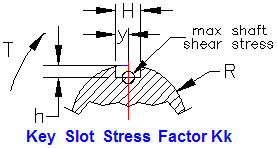 H
T
y
max shaft
shear stress
R
h
Key Slot Stress Factor Kk